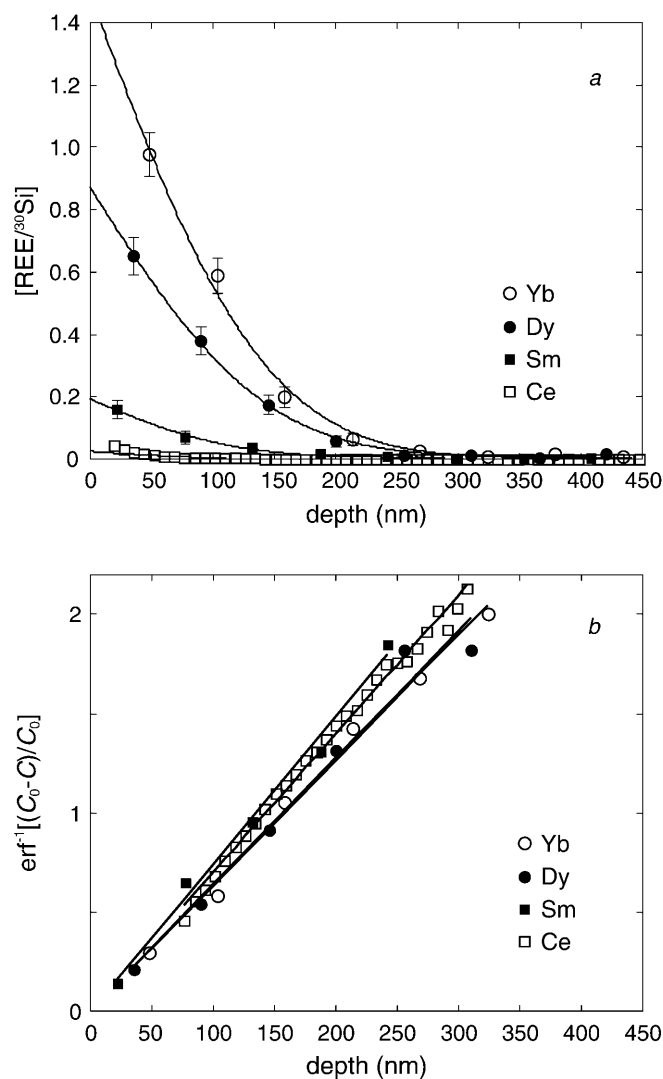 1.4
a
1.2
1.0
0.8
0.6
0.4
0.2
0
[REE/³⁰Si]
Yb
Dy
Sm
Ce
0 50 100 150 200 250 300 350 400 450
depth (nm)
b
2
1
0
erf⁻¹[(C₀-C)/C₀]
Yb
Dy
Sm
Ce
0 50 100 150 200 250 300 350 400 450
depth (nm)